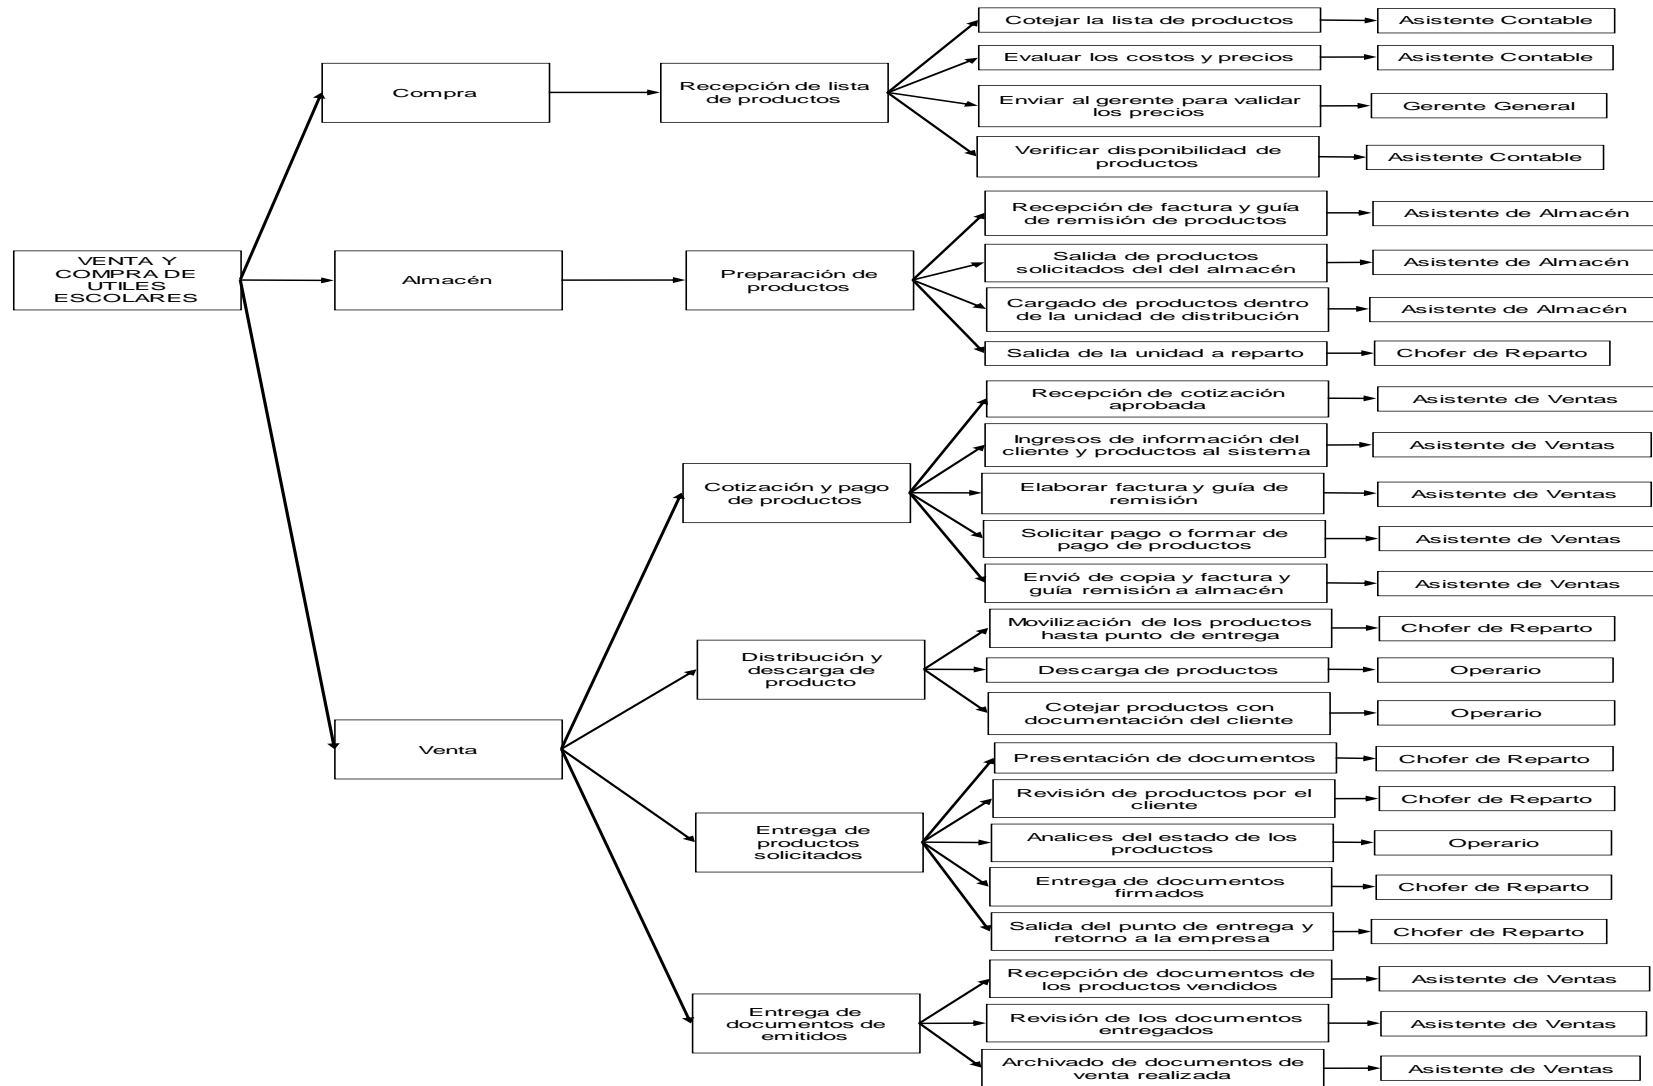 Cotejar la lista de productos
Asistente Contable
Evaluar los costos y precios
Asistente Contable
Compra
Recepción de lista
de productos
Enviar al gerente para validar
los precios
Gerente General
Verificar disponibilidad de
productos
Asistente Contable
Recepción de factura y guía
de remisión de productos
Asistente de Almacén
VENTA Y
COMPRA DE
UTILES
ESCOLARES
Almacén
Preparación de
productos
Salida de productos
solicitados del del almacén
Asistente de Almacén
Cargado de productos dentro
de la unidad de distribución
Asistente de Almacén
Salida de la unidad a reparto
Chofer de Reparto
Recepción de cotización
aprobada
Asistente de Ventas
Ingresos de información del
cliente y productos al sistema
Asistente de Ventas
Cotización y pago
de productos
Elaborar factura y guía de
remisión
Asistente de Ventas
Solicitar pago o formar de
pago de productos
Asistente de Ventas
Envió de copia y factura y
guía remisión a almacén
Asistente de Ventas
Movilización de los productos
hasta punto de entrega
Chofer de Reparto
Distribución y
descarga de
producto
Descarga de productos
Operario
Cotejar productos con
documentación del cliente
Operario
Venta
Presentación de documentos
Chofer de Reparto
Revisión de productos por el
cliente
Chofer de Reparto
Entrega de
productos
solicitados
Analices del estado de los
productos
Operario
Entrega de documentos
firmados
Chofer de Reparto
Salida del punto de entrega y
retorno a la empresa
Chofer de Reparto
Recepción de documentos de
los productos vendidos
Asistente de Ventas
Entrega de
documentos de
emitidos
Revisión de los documentos
entregados
Asistente de Ventas
Archivado de documentos de
venta realizada
Asistente de Ventas